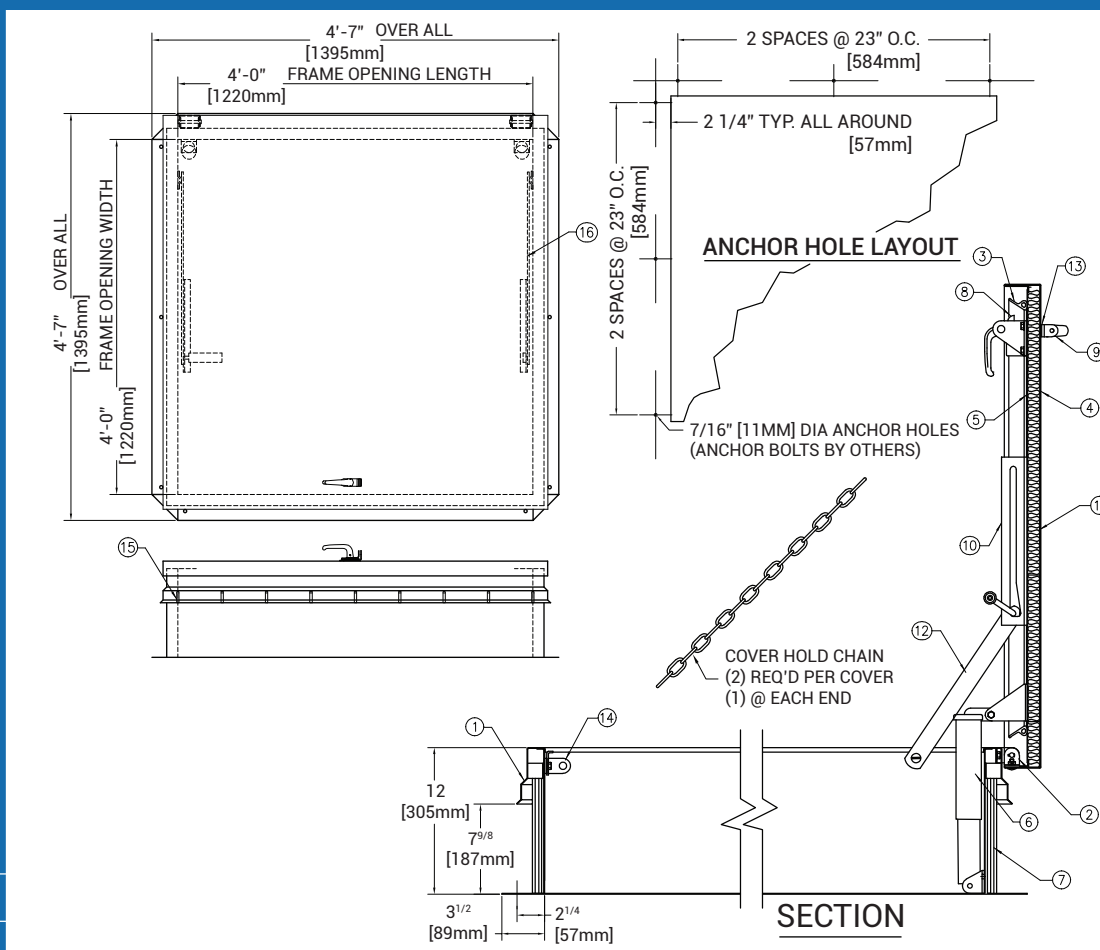 4'-7" OVER ALL
[1395mm]
4'-0" FRAME OPENING LENGTH
[1220mm]
4'-7" OVER ALL
[1395mm]
FRAME OPENING WIDTH
4'-0"
[1220mm]
16
15
2 SPACES @ 23" O.C.
[584mm]
2 1/4" TYP. ALL AROUND
[57mm]
2 SPACES @ 23" O.C.
[584mm]
ANCHOR HOLE LAYOUT
7/16" [11MM] DIA ANCHOR HOLES
(ANCHOR BOLTS BY OTHERS)
COVER HOLD CHAIN
(2) REQ'D PER COVER
(1) @ EACH END
3
13
8
9
5
4
10
12
1
14
2
6
7
12
[305mm]
7 9/8
[187mm]
3 1/2
[89mm]
2 1/4
[57mm]
SECTION